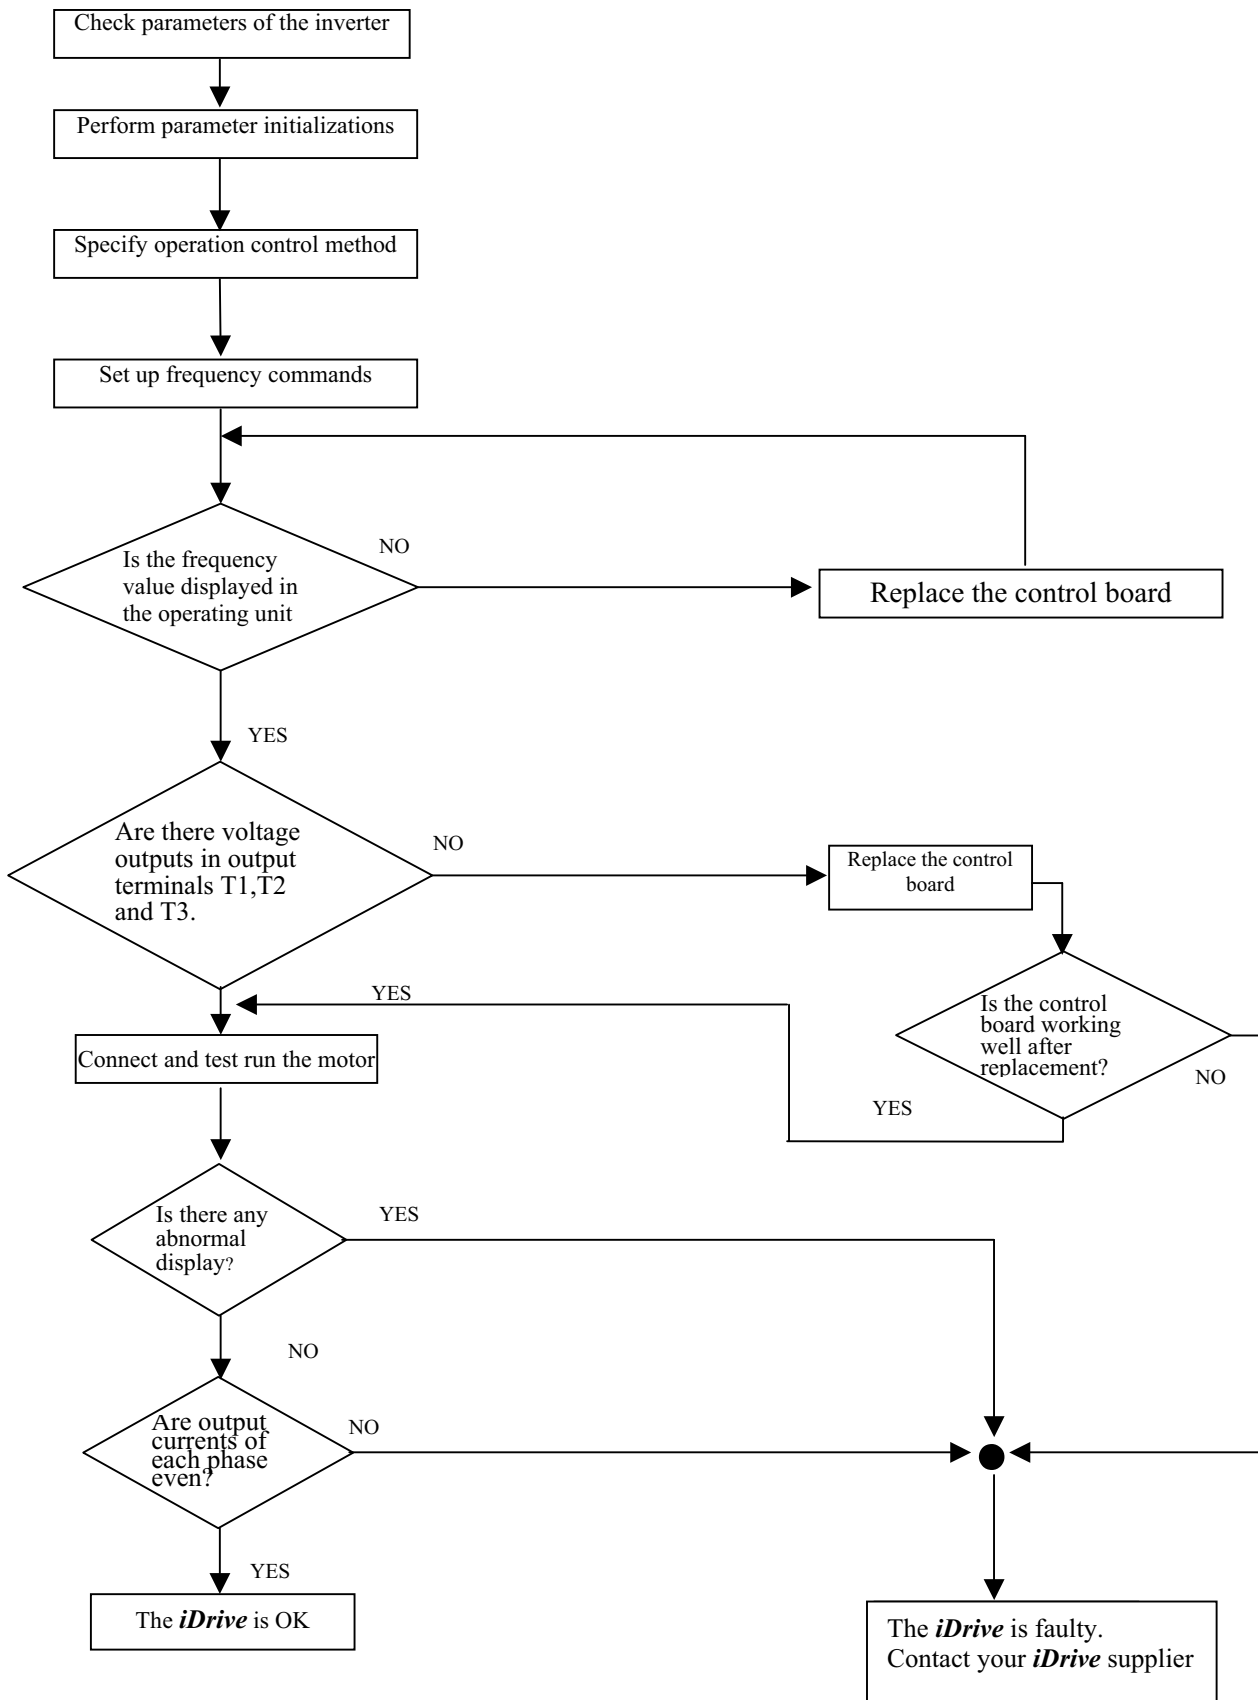 Check parameters of the inverter
Perform parameter initializations
Specify operation control method
Set up frequency commands
Is the frequency
value displayed in
the operating unit
NO
Replace the control board
YES
Are there voltage
outputs in output
terminals T1,T2
and T3.
NO
Replace the control
board
Is the control
board working
well after
replacement?
NO
YES
YES
Connect and test run the motor
Is there any
abnormal
display?
YES
NO
Are output
currents of
each phase
even?
NO
YES
The iDrive is OK
The iDrive is faulty.
Contact your iDrive supplier